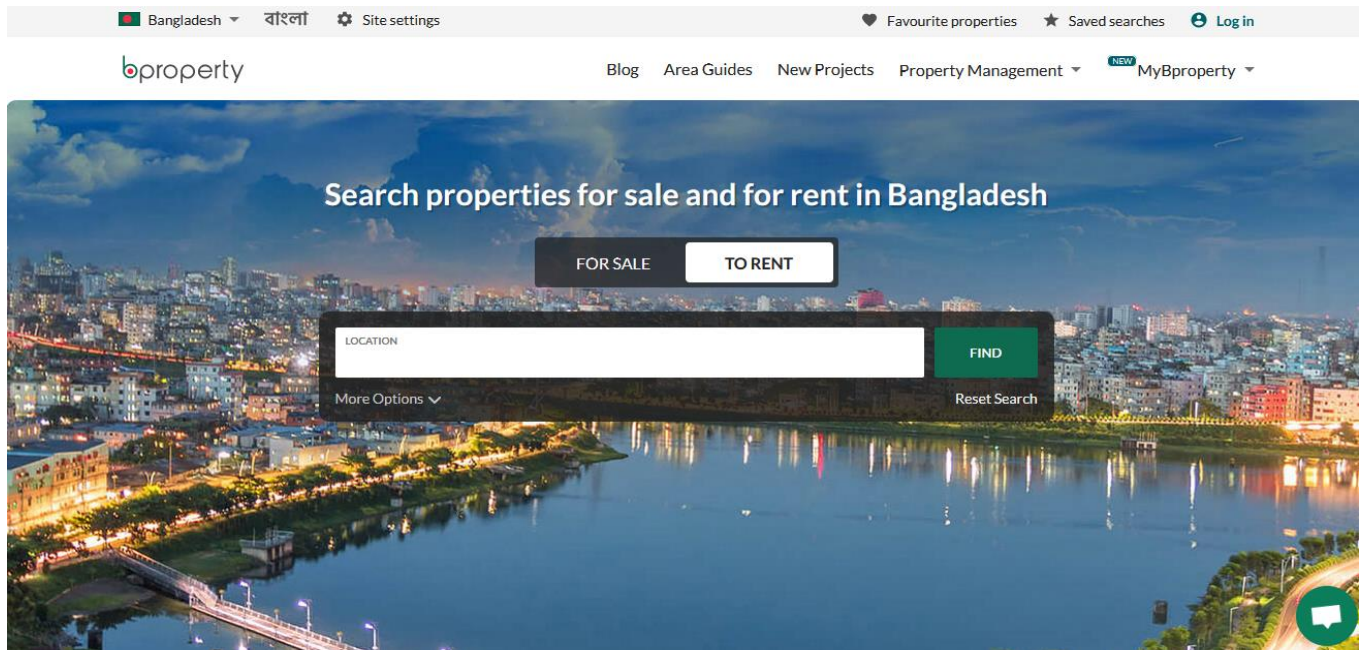 Bangladesh বাংলা Site settings Favourite properties Saved searches Log in
bproperty Blog Area Guides New Projects Property Management NEW MyBproperty
Search properties for sale and for rent in Bangladesh
FOR SALE TO RENT
LOCATION
FIND
More Options Reset Search